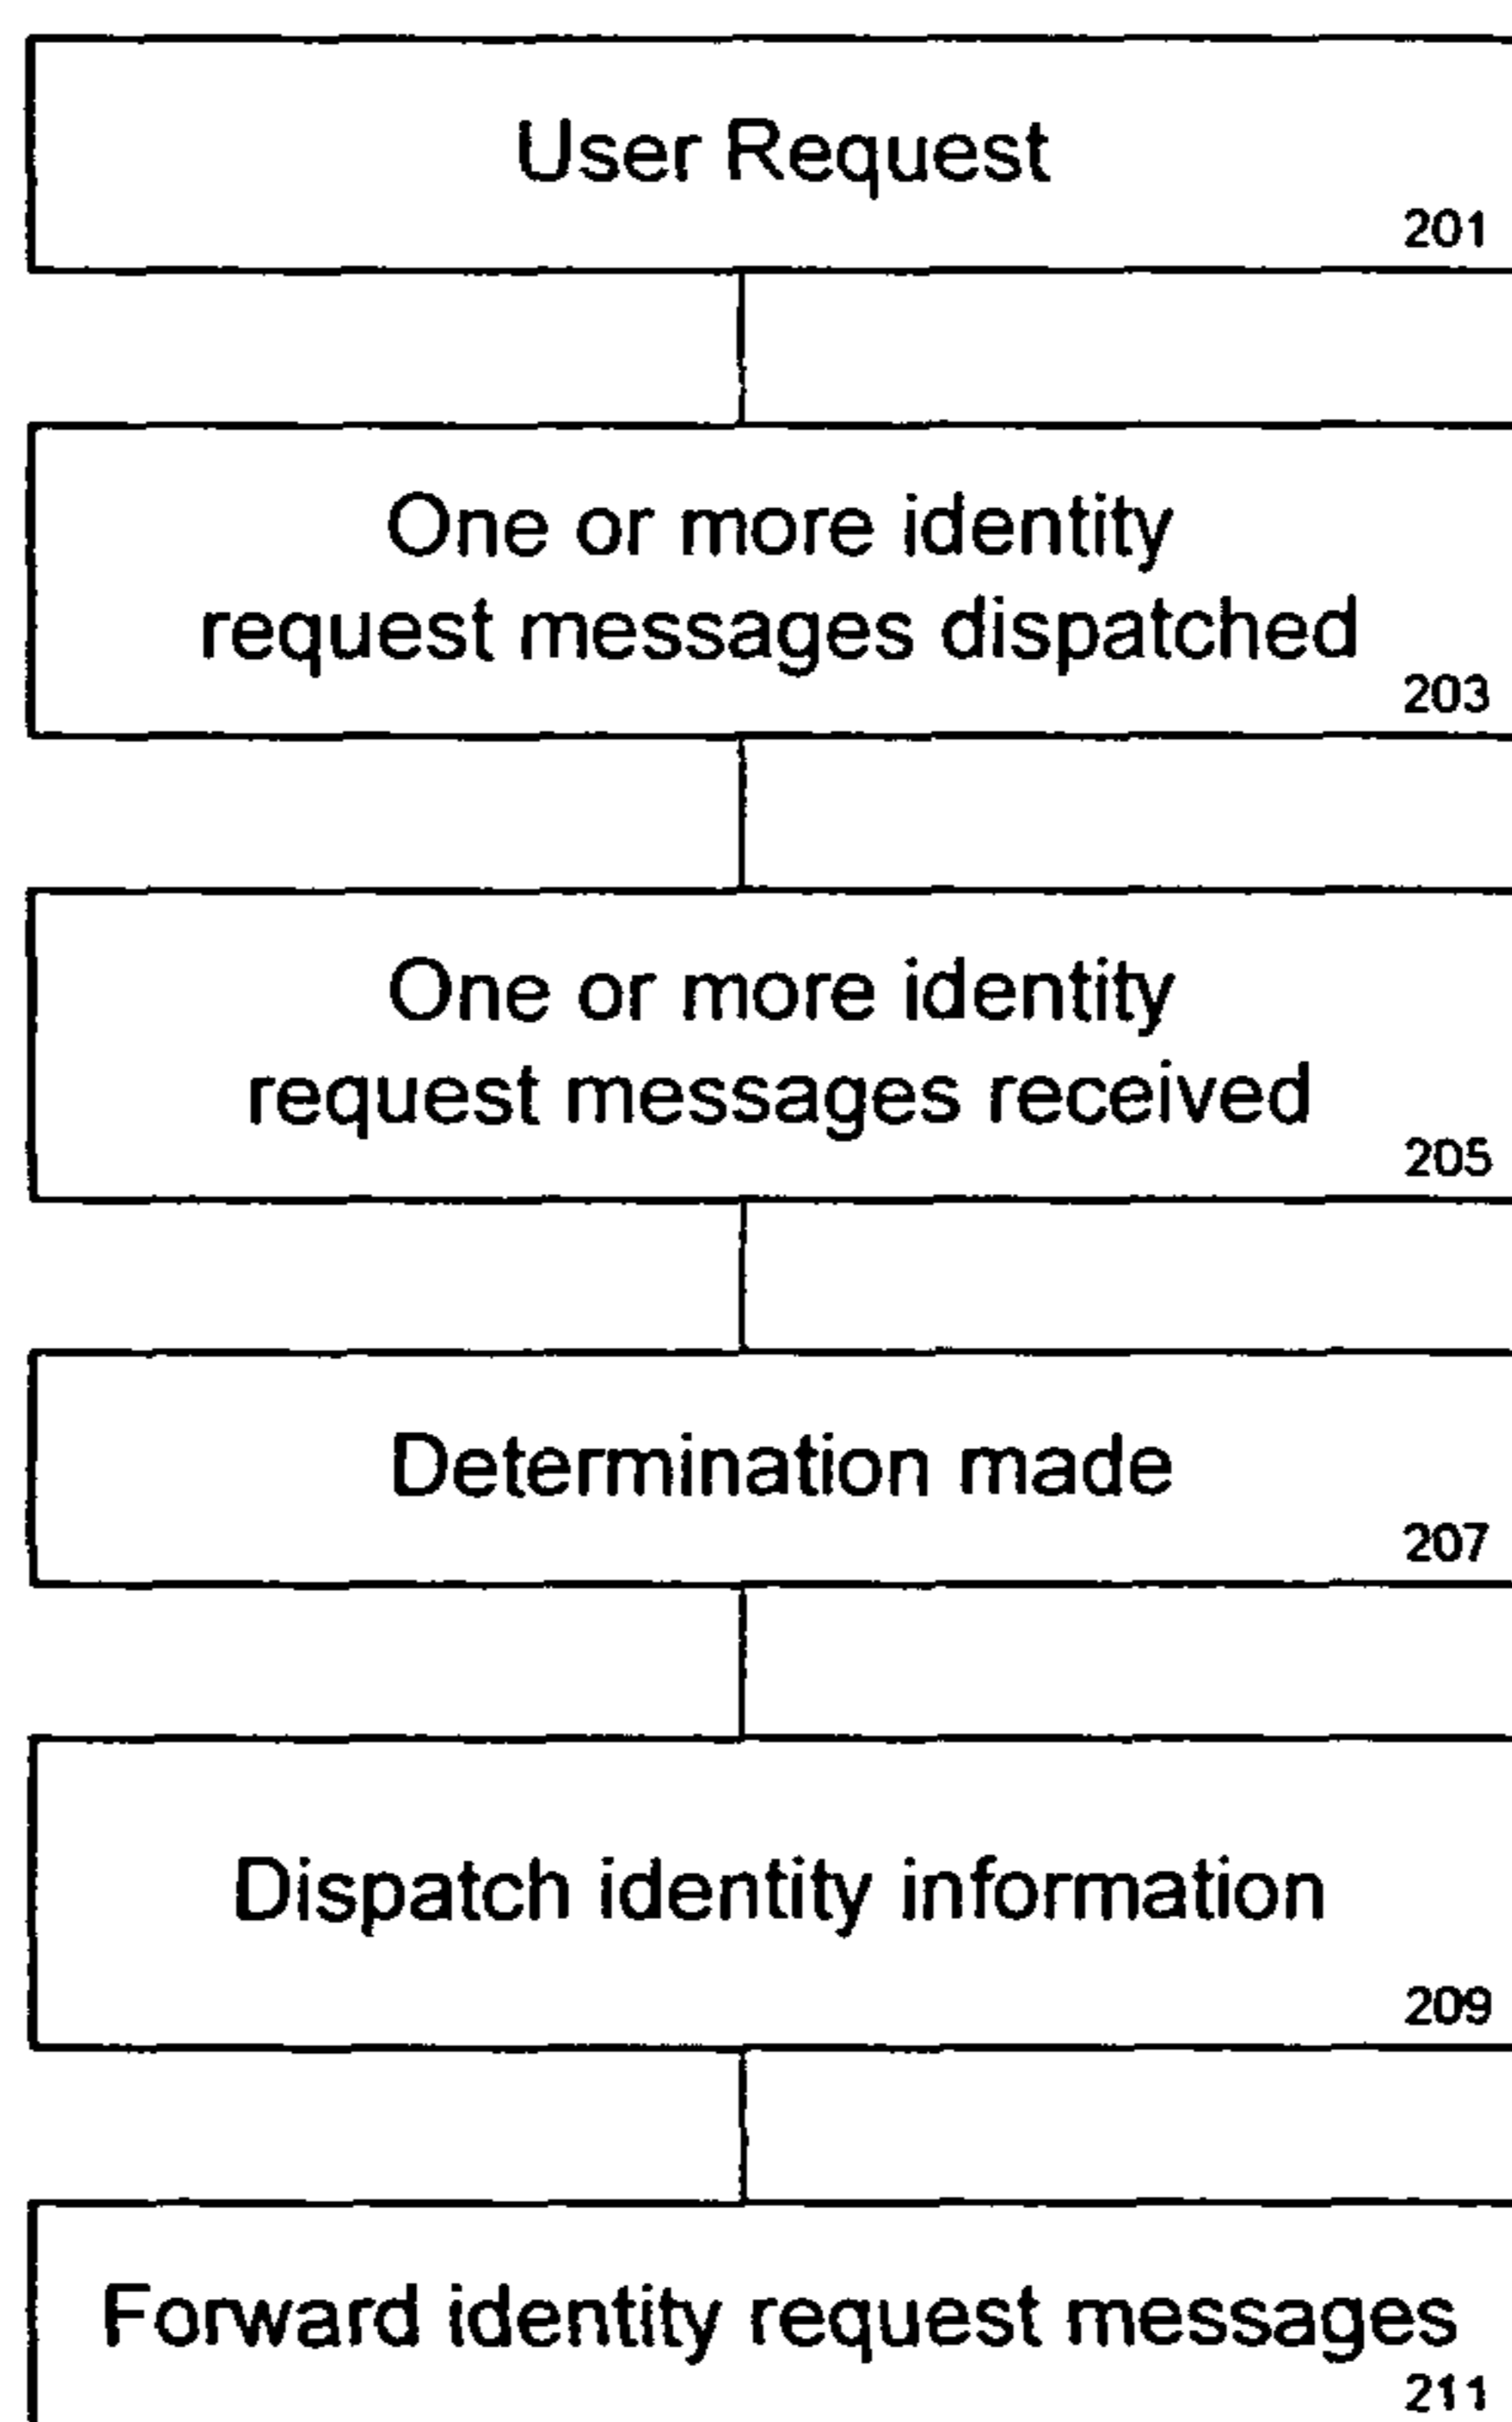 User Request
201
One or more identity
request messages dispatched
203
One or more identity
request messages received
205
Determination made
207
Dispatch identity information
209
Forward identity request messages
211